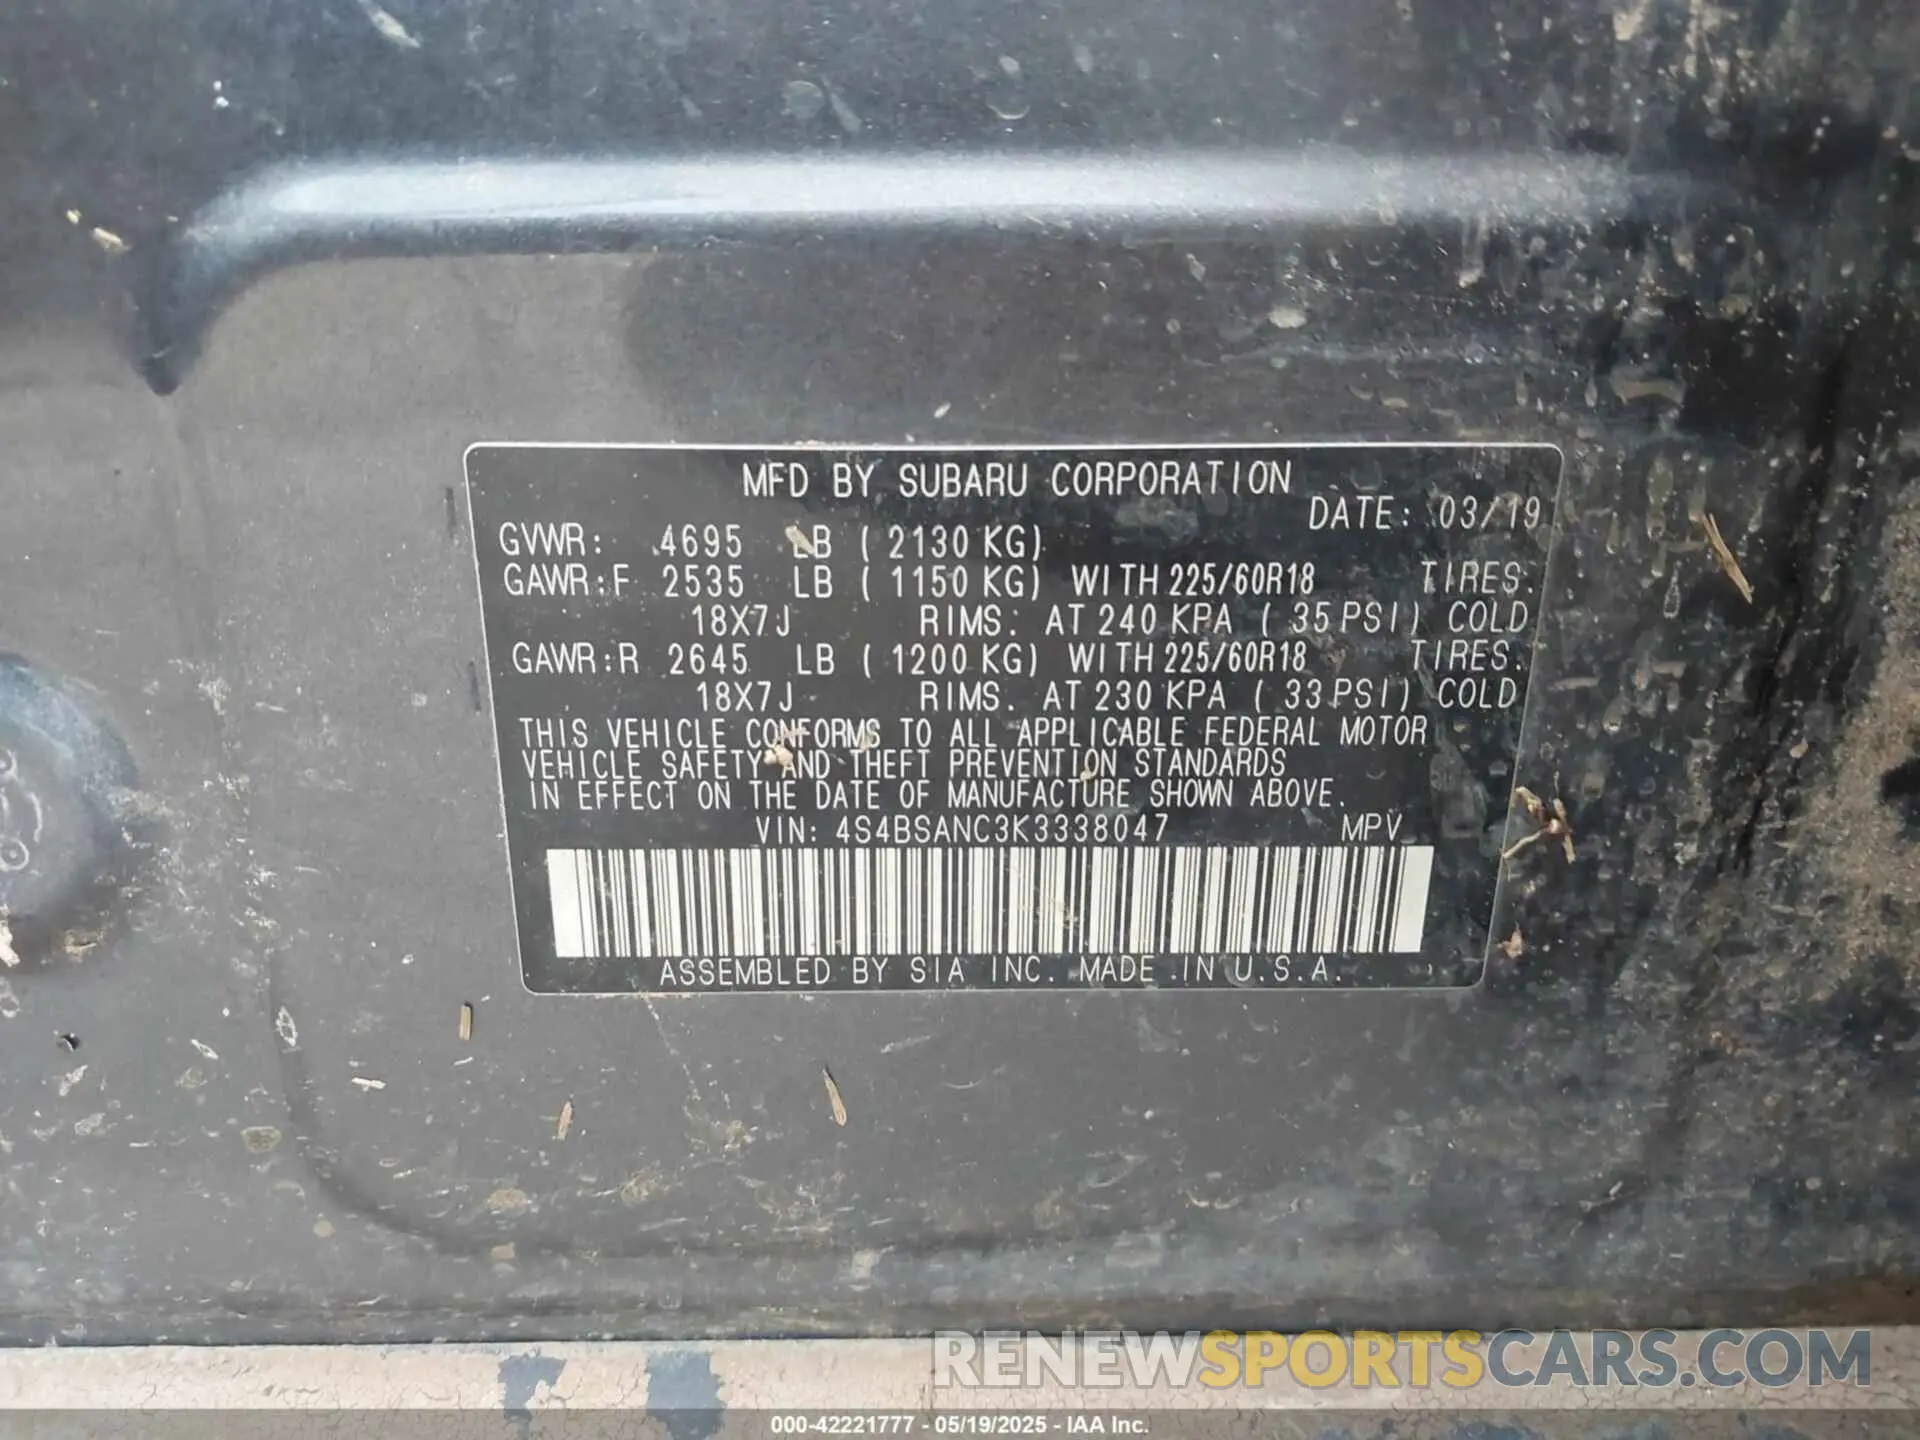 MFD BY SUBARU CORPORATION
DATE: 03/19
GVWR: 4695 LB ( 2130 KG)
GAWR:F 2535 LB ( 1150 KG) WITH 225/60R18 TIRES.
18X7J RIMS. AT 240 KPA ( 35 PSI) COLD
GAWR:R 2645 LB ( 1200 KG) WITH 225/60R18 TIRES.
18X7J RIMS. AT 230 KPA ( 33 PSI) COLD
THIS VEHICLE CONFORMS TO ALL APPLICABLE FEDERAL MOTOR
VEHICLE SAFETY AND THEFT PREVENTION STANDARDS
IN EFFECT ON THE DATE OF MANUFACTURE SHOWN ABOVE.
VIN: 4S4BSANC3K3338047 MPV
ASSEMBLED BY SIA INC. MADE IN U.S.A.
RENEWSPORTSCARS.COM
000-42221777 - 05/19/2025 - IAA Inc.